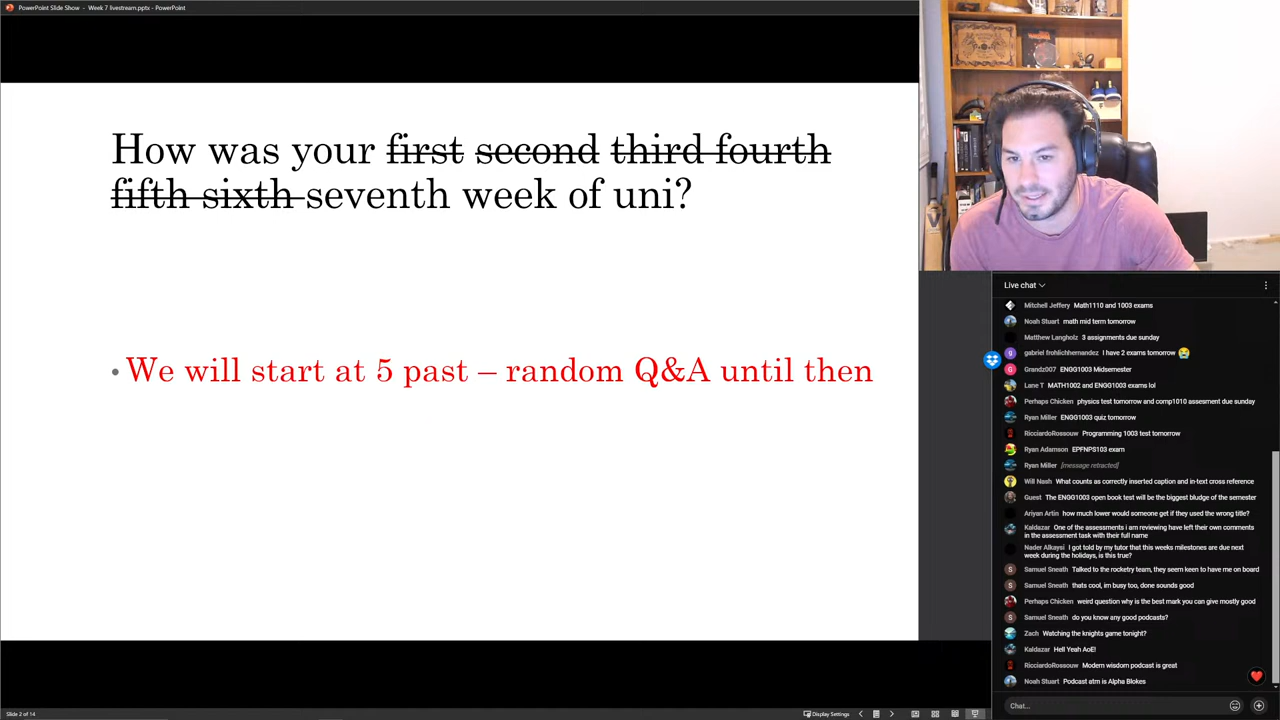 PowerPoint Slide Show - Week 7 livestream.pptx - PowerPoint
How was your first second third fourth
fifth sixth seventh week of uni?
• We will start at 5 past – random Q&A until then
Live chat
Mitchell Jeffery Math1110 and 1003 exams
Noah Stuart math mid term tomorrow
Matthew Langholz 3 assignments due sunday
gabriel frohlichhernandez I have 2 exams tomorrow 😭
Grandz007 ENGG1003 Midsemester
Lane T MATH1002 and ENGG1003 exams lol
Perhaps Chicken physics test tomorrow and comp1010 assesment due sunday
Ryan Miller ENGG1003 quiz tomorrow
RicciardoRossouw Programming 1003 test tomorrow
Ryan Adamson EPFNPS103 exam
Ryan Miller [message retracted]
Will Nash What counts as correctly inserted caption and in-text cross reference
Guest The ENGG1003 open book test will be the biggest bludge of the semester
Ariyan Artin how much lower would someone get if they used the wrong title?
Kaldazar One of the assessments i am reviewing have left their own comments
in the assessment task with their full name
Nader Alkaysi I got told by my tutor that this weeks milestones are due next
week during the holidays, is this true?
Samuel Sneath Talked to the rocketry team, they seem keen to have me on board
Samuel Sneath thats cool, im busy too, done sounds good
Perhaps Chicken weird question why is the best mark you can give mostly good
Samuel Sneath do you know any good podcasts?
Zach Watching the knights game tonight?
Kaldazar Hell Yeah AoE!
RicciardoRossouw Modern wisdom podcast is great
Noah Stuart Podcast atm is Alpha Blokes
Chat...
Slide 2 of 14
Display Settings